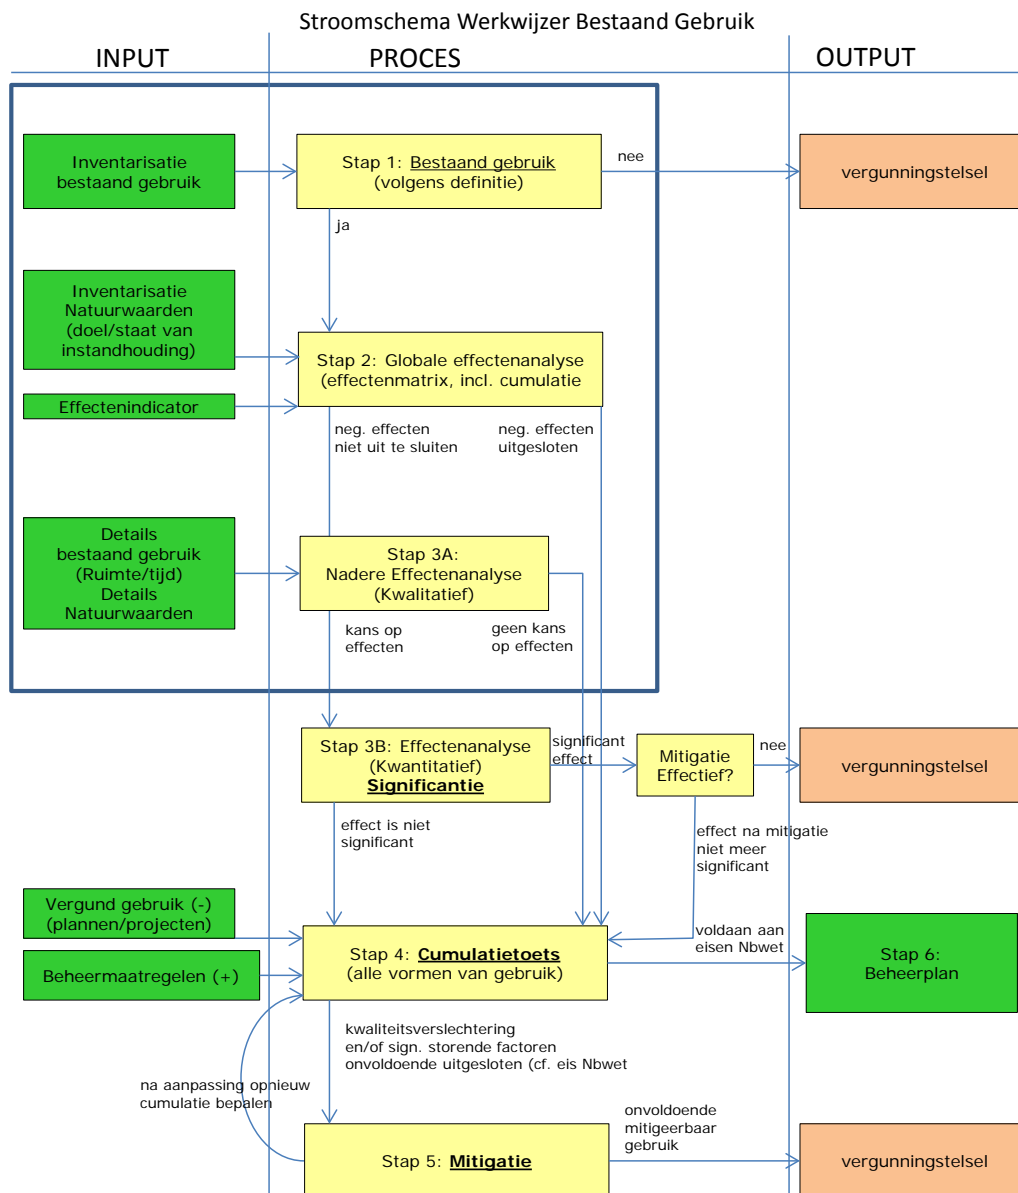 Stroomschema Werkwijzer Bestaand Gebruik
INPUT
PROCES
OUTPUT
Inventarisatie
bestaand gebruik
Stap 1: Bestaand gebruik
(volgens definitie)
nee
vergunningstelsel
ja
Inventarisatie
Natuurwaarden
(doel/staat van
instandhouding)
Stap 2: Globale effectenanalyse
(effectenmatrix, incl. cumulatie
Effectenindicator
neg. effecten
niet uit te sluiten
neg. effecten
uitgesloten
Details
bestaand gebruik
(Ruimte/tijd)
Details
Natuurwaarden
Stap 3A:
Nadere Effectenanalyse
(Kwalitatief)
kans op
effecten
geen kans
op effecten
Stap 3B: Effectenanalyse
(Kwantitatief)
Significantie
significant
effect
Mitigatie
Effectief?
nee
vergunningstelsel
effect is niet
significant
effect na mitigatie
niet meer
significant
Vergund gebruik (-)
(plannen/projecten)
Beheermaatregelen (+)
Stap 4: Cumulatietoets
(alle vormen van gebruik)
voldaan aan
eisen Nbwet
Stap 6:
Beheerplan
kwaliteitsverslechtering
en/of sign. storende factoren
onvoldoende uitgesloten (cf. eis Nbwet
na aanpassing opnieuw
cumulatie bepalen
Stap 5: Mitigatie
onvoldoende
mitigeerbaar
gebruik
vergunningstelsel